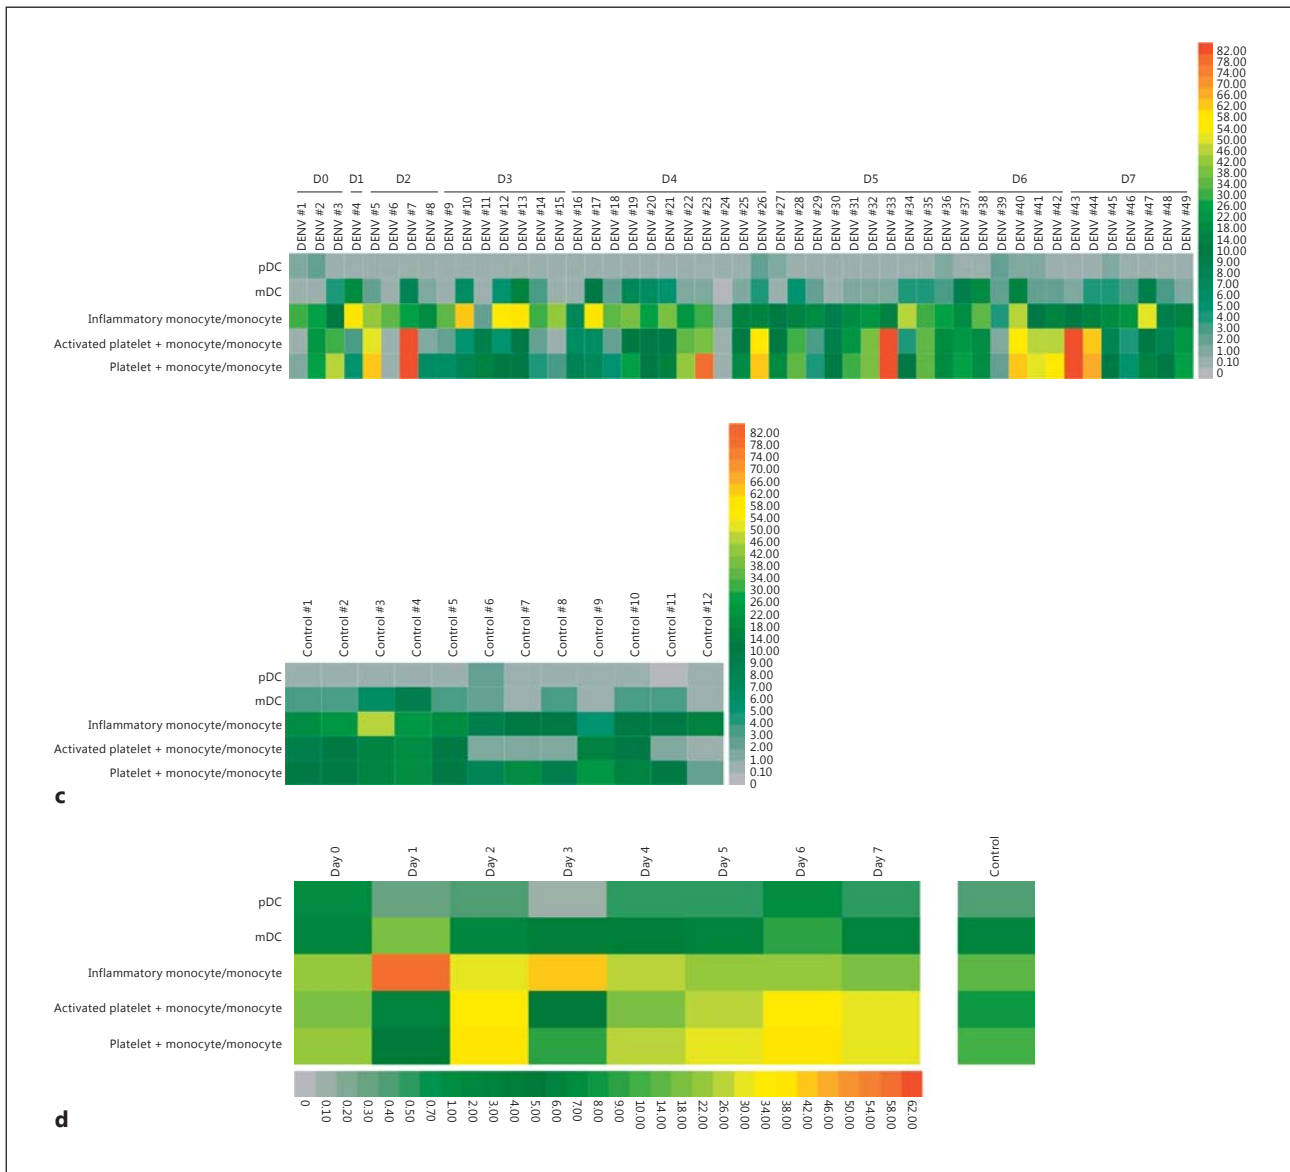 82.00
78.00
74.00
70.00
66.00
62.00
58.00
54.00
50.00
46.00
42.00
38.00
34.00
30.00
26.00
22.00
18.00
14.00
10.00
9.00
8.00
7.00
6.00
5.00
4.00
3.00
2.00
1.00
0.10
0
D0 D1 D2 D3 D4 D5 D6 D7
DENV #1
DENV #2
DENV #3
DENV #4
DENV #5
DENV #6
DENV #7
DENV #8
DENV #9
DENV #10
DENV #11
DENV #12
DENV #13
DENV #14
DENV #15
DENV #16
DENV #17
DENV #18
DENV #19
DENV #20
DENV #21
DENV #22
DENV #23
DENV #24
DENV #25
DENV #26
DENV #27
DENV #28
DENV #29
DENV #30
DENV #31
DENV #32
DENV #33
DENV #34
DENV #35
DENV #36
DENV #37
DENV #38
DENV #39
DENV #40
DENV #41
DENV #42
DENV #43
DENV #44
DENV #45
DENV #46
DENV #47
DENV #48
DENV #49
pDC
mDC
Inflammatory monocyte/monocyte
Activated platelet + monocyte/monocyte
Platelet + monocyte/monocyte
82.00
78.00
74.00
70.00
66.00
62.00
58.00
54.00
50.00
46.00
42.00
38.00
34.00
30.00
26.00
22.00
18.00
14.00
10.00
9.00
8.00
7.00
6.00
5.00
4.00
3.00
2.00
1.00
0.10
0
Control #1
Control #2
Control #3
Control #4
Control #5
Control #6
Control #7
Control #8
Control #9
Control #10
Control #11
Control #12
pDC
mDC
Inflammatory monocyte/monocyte
Activated platelet + monocyte/monocyte
Platelet + monocyte/monocyte
c
Day 0
Day 1
Day 2
Day 3
Day 4
Day 5
Day 6
Day 7
Control
pDC
mDC
Inflammatory monocyte/monocyte
Activated platelet + monocyte/monocyte
Platelet + monocyte/monocyte
0
0.10
0.20
0.30
0.40
0.50
0.70
1.00
2.00
3.00
4.00
5.00
6.00
7.00
8.00
9.00
10.00
14.00
18.00
22.00
26.00
30.00
34.00
38.00
42.00
46.00
50.00
54.00
58.00
62.00
d